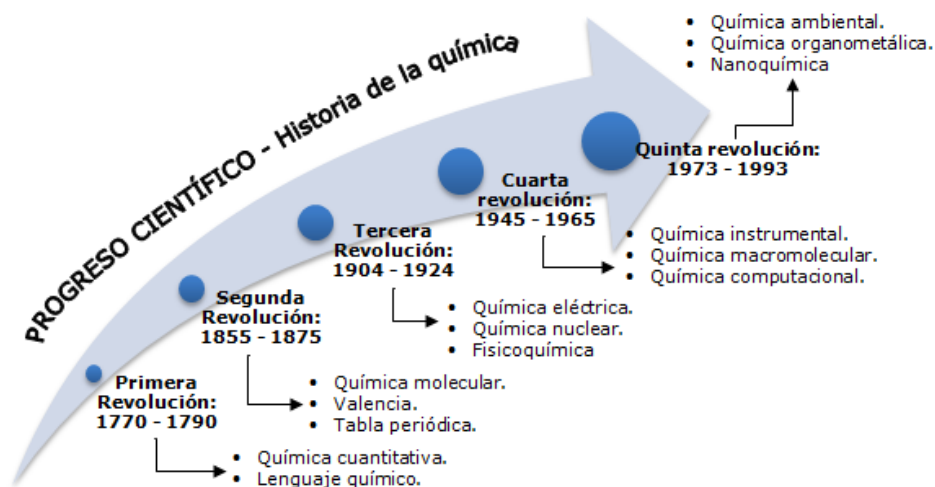 PROGRESO CIENTÍFICO - Historia de la química
Primera
Revolución:
1770 - 1790
• Química cuantitativa.
• Lenguaje químico.
Segunda
Revolución:
1855 - 1875
• Química molecular.
• Valencia.
• Tabla periódica.
Tercera
Revolución:
1904 - 1924
• Química eléctrica.
• Química nuclear.
• Fisicoquímica
Cuarta
revolución:
1945 - 1965
• Química instrumental.
• Química macromolecular.
• Química computacional.
Quinta revolución:
1973 - 1993
• Química ambiental.
• Química organometálica.
• Nanoquímica